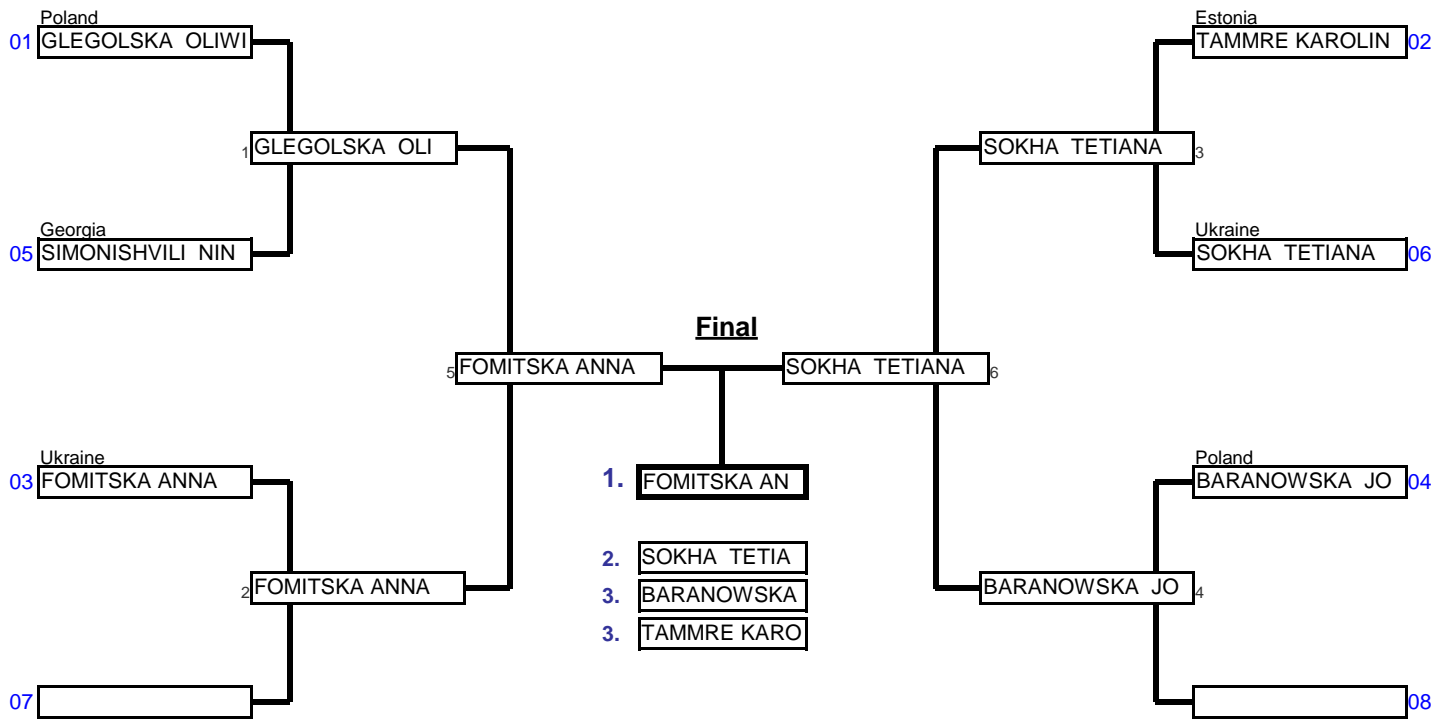 Poland
01 GLEGOLSKA OLIWI
Estonia
TAMMRE KAROLIN 02
1 GLEGOLSKA OLI
SOKHA TETIANA 3
Georgia
05 SIMONISHVILI NIN
Ukraine
SOKHA TETIANA 06
Final
5 FOMITSKA ANNA
SOKHA TETIANA 6
Ukraine
03 FOMITSKA ANNA
1. FOMITSKA AN
Poland
BARANOWSKA JO 04
2. SOKHA TETIA
2 FOMITSKA ANNA
3. BARANOWSKA
BARANOWSKA JO 4
3. TAMMRE KARO
07
08